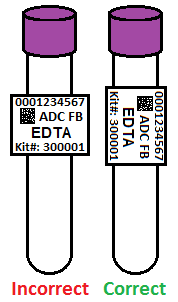 0001234567
ADC FB
EDTA
Kit#: 300001
0001234567
ADC FB
EDTA
Kit#: 300001
Incorrect
Correct